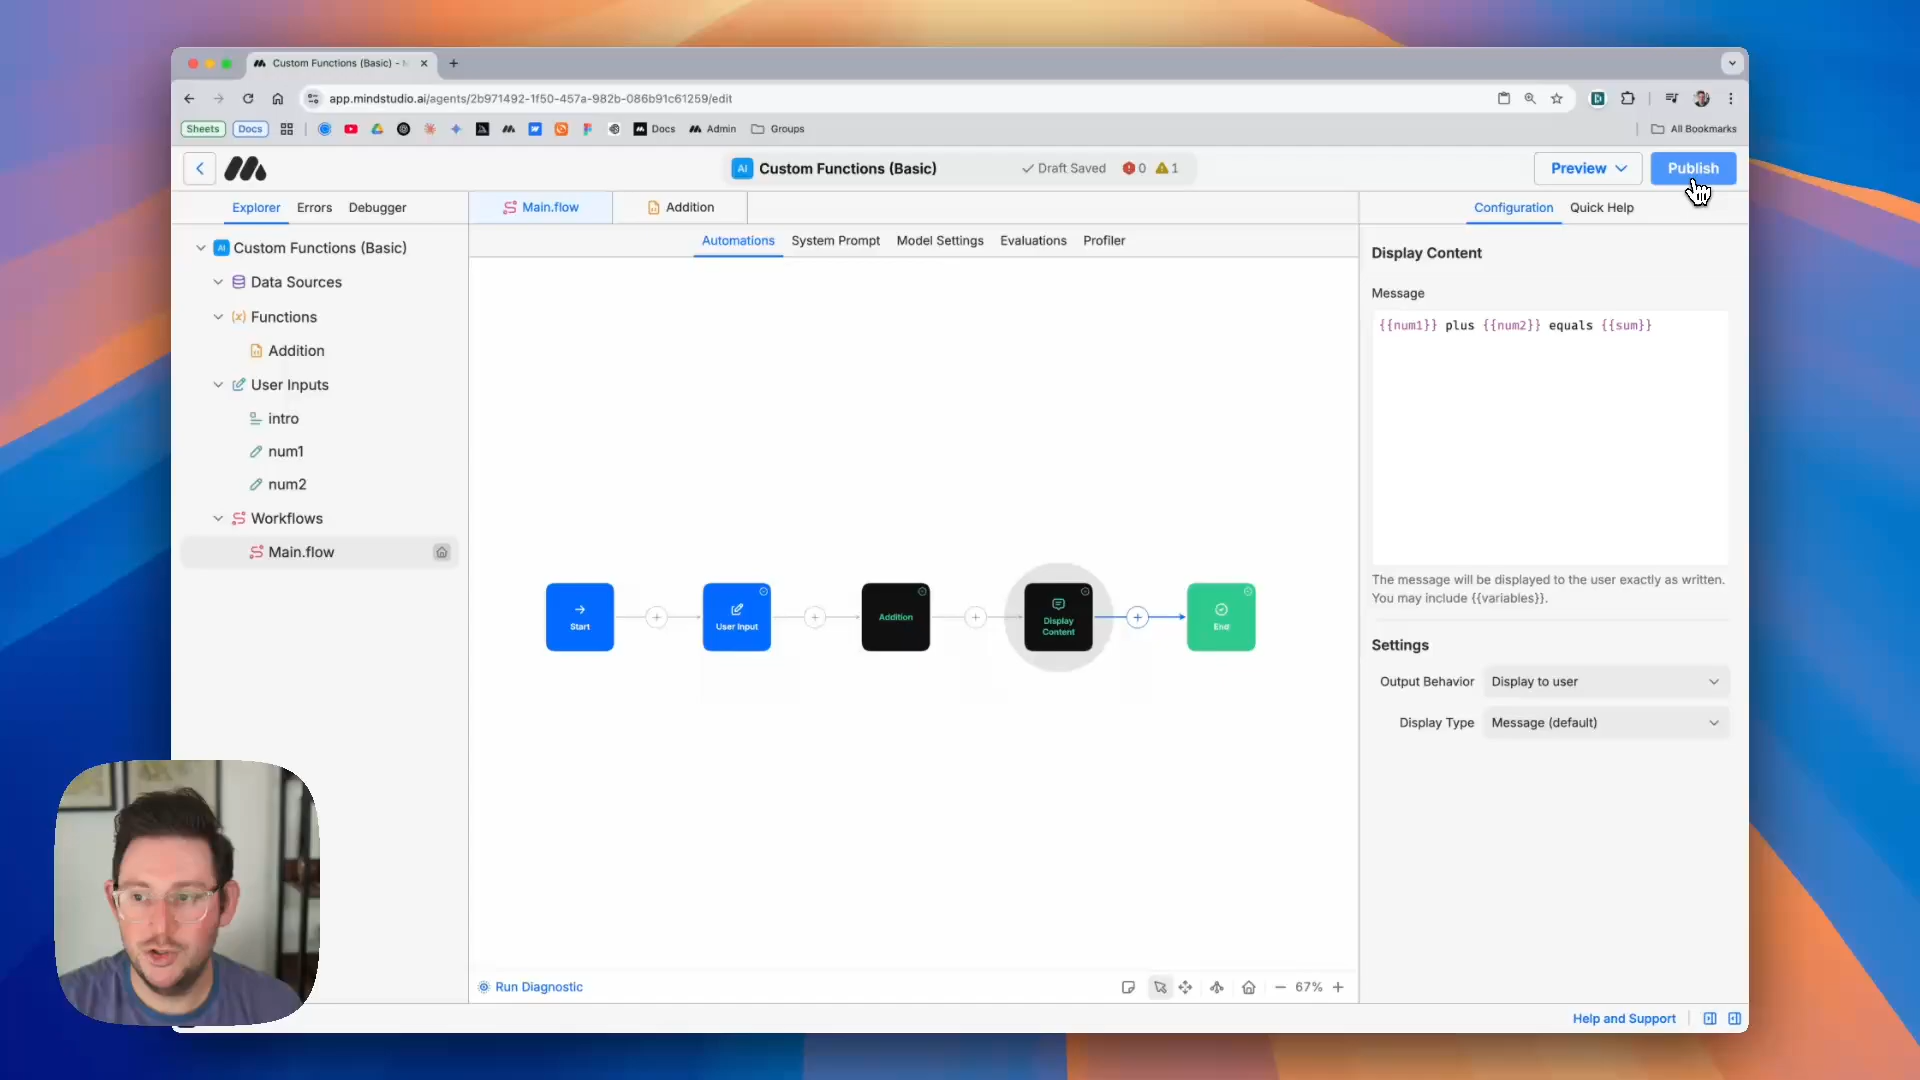 Custom Functions (Basic) -
app.mindstudio.ai/agents/2b971492-1f50-457a-982b-086b91c61259/edit
Sheets
Docs
Docs
Admin
Groups
All Bookmarks
AI
Custom Functions (Basic)
Draft Saved
0
1
Preview
Publish
Explorer
Errors
Debugger
Main.flow
Addition
Configuration
Quick Help
Automations
System Prompt
Model Settings
Evaluations
Profiler
AI Custom Functions (Basic)
Data Sources
Functions
Addition
User Inputs
intro
num1
num2
Workflows
Main.flow
Start
User Input
Addition
Display
Content
End
Display Content
Message
{{num1}} plus {{num2}} equals {{sum}}
The message will be displayed to the user exactly as written.
You may include {{variables}}.
Settings
Output Behavior
Display to user
Display Type
Message (default)
Run Diagnostic
67%
Help and Support